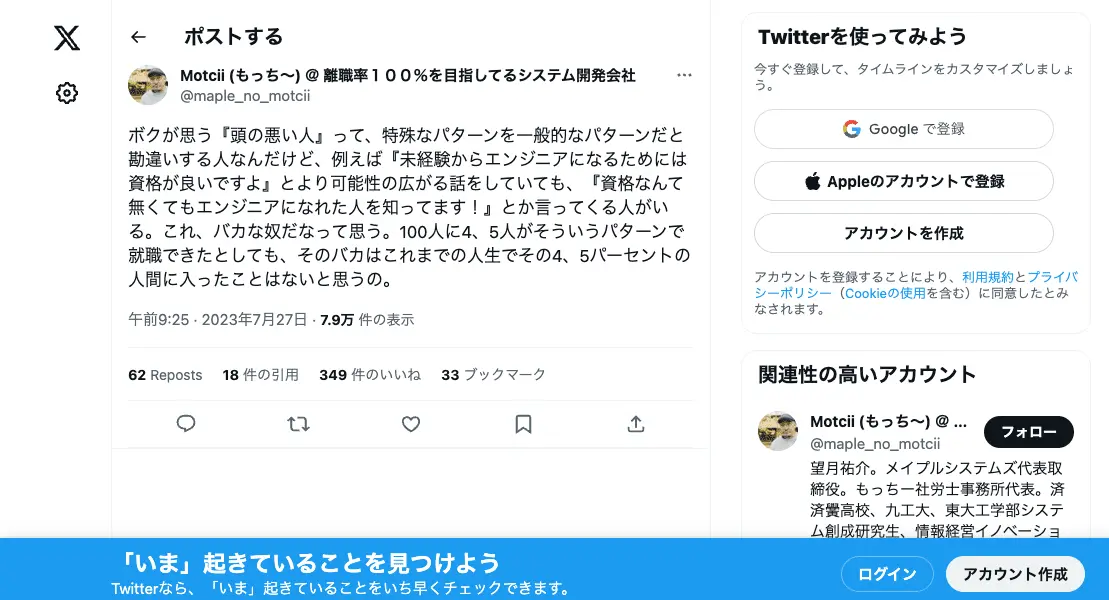 ポストする
Motcii (もっち〜) @ 離職率１００％を目指してるシステム開発会社
@maple_no_motcii
ボクが思う『頭の悪い人』って、特殊なパターンを一般的なパターンだと
勘違いする人なんだけど、例えば『未経験からエンジニアになるためには
資格が良いですよ』とより可能性の広がる話をしていても、『資格なんて
無くてもエンジニアになれた人を知ってます！』とか言ってくる人がい
る。これ、バカな奴だなって思う。100人に4、5人がそういうパターンで
就職できたとしても、そのバカはこれまでの人生でその4、5パーセントの
人間に入ったことはないと思うの。
午前9:25 · 2023年7月27日 · 7.9万 件の表示
62 Reposts 18 件の引用 349 件のいいね 33 ブックマーク
Twitterを使ってみよう
今すぐ登録して、タイムラインをカスタマイズしましょ
う。
Google で登録
Appleのアカウントで登録
アカウントを作成
アカウントを登録することにより、利用規約とプライバ
シーポリシー（Cookieの使用を含む）に同意したとみ
なされます。
関連性の高いアカウント
Motcii (もっち〜) @ ...
@maple_no_motcii
フォロー
望月祐介。メイプルシステムズ代表取
締役。もっち一社労士事務所代表。済
済黌高校、九工大、東大工学部システ
ム創成研究生、情報経営イノベーショ
「いま」起きていることを見つけよう
Twitterなら、「いま」起きていることをいち早くチェックできます。
ログイン
アカウント作成